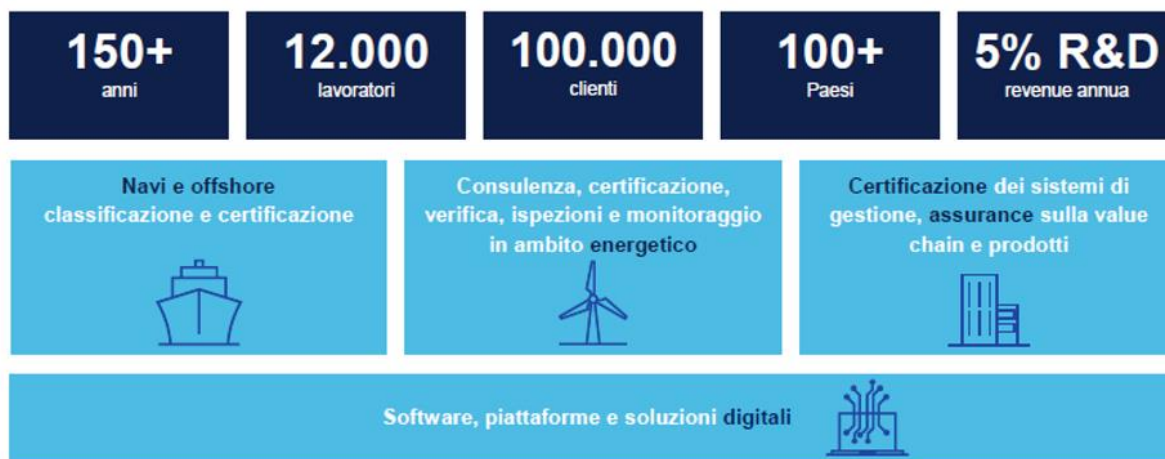 150+
anni
12.000
lavoratori
100.000
clienti
100+
Paesi
5% R&D
revenue annua
Navi e offshore
classificazione e certificazione
Consulenza, certificazione,
verifica, ispezioni e monitoraggio
in ambito energetico
Certificazione dei sistemi di
gestione, assurance sulla value
chain e prodotti
Software, piattaforme e soluzioni digitali